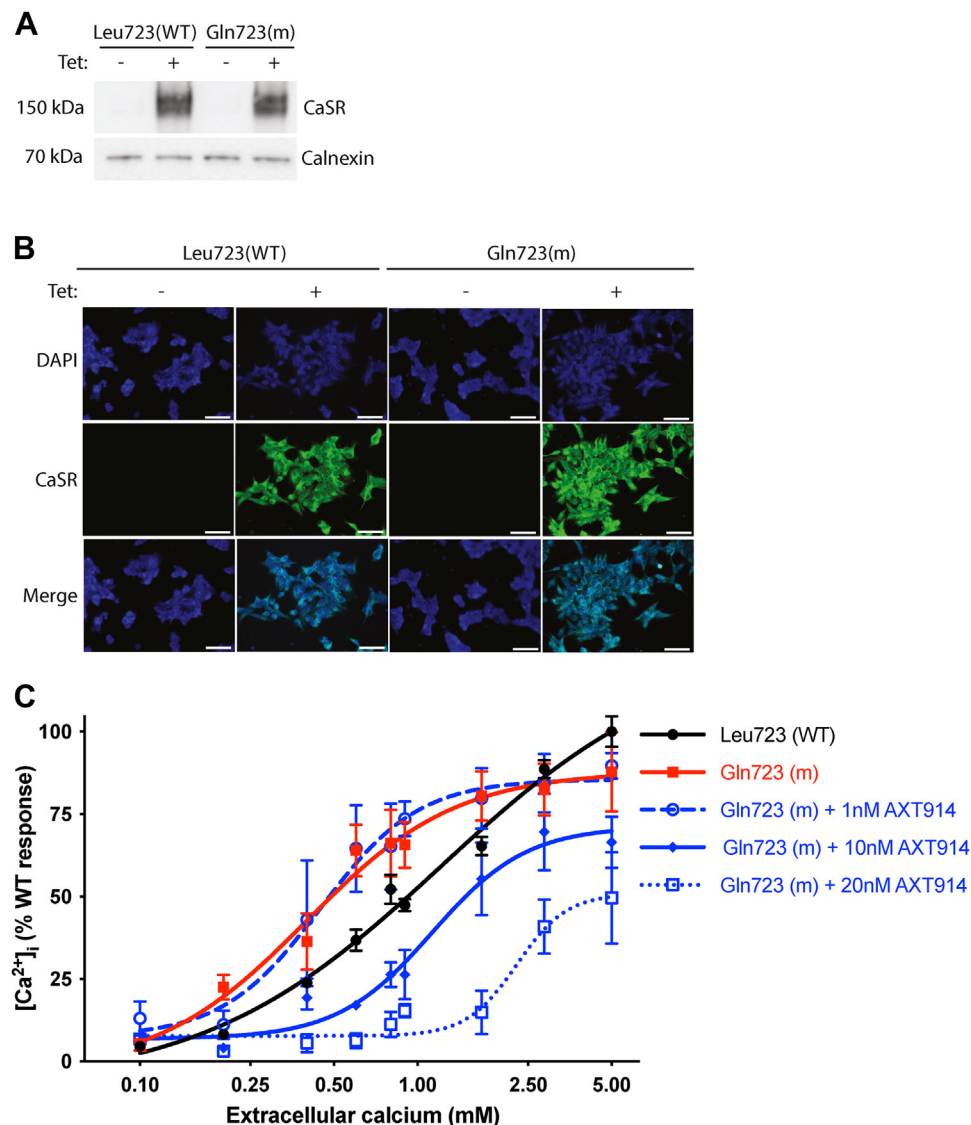 A
Leu723(WT) Gln723(m)
Tet: - + - +
150 kDa CaSR
70 kDa Calnexin
B
Leu723(WT) Gln723(m)
Tet: - + - +
DAPI
CaSR
Merge
C
100
75
50
25
0
[Ca²⁺]ᵢ (% WT response)
0.10 0.25 0.50 1.00 2.50 5.00
Extracellular calcium (mM)
Leu723 (WT)
Gln723 (m)
Gln723 (m) + 1nM AXT914
Gln723 (m) + 10nM AXT914
Gln723 (m) + 20nM AXT914